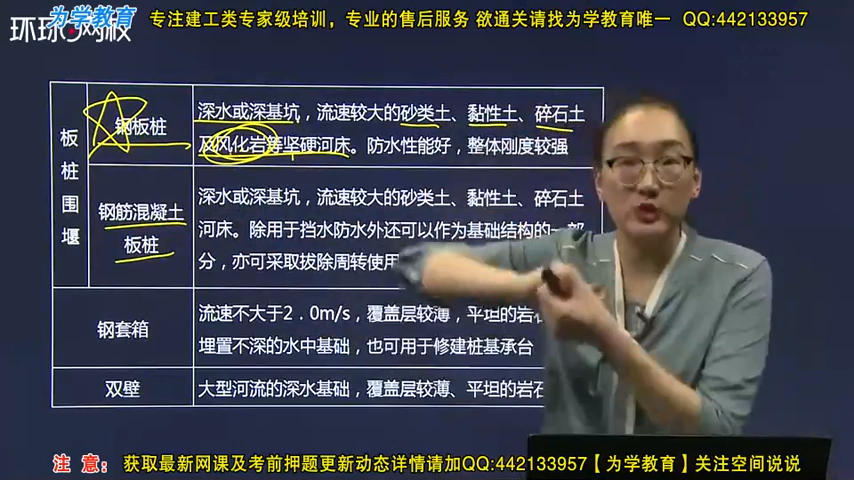 为学教育
环球网校
专注建工类专家级培训，专业的售后服务 欲通关请找为学教育唯一 QQ:442133957
板桩围堰
钢板桩
深水或深基坑，流速较大的砂类土、黏性土、碎石土
及风化岩等坚硬河床。防水性能好，整体刚度较强
钢筋混凝土
板桩
深水或深基坑，流速较大的砂类土、黏性土、碎石土
河床。除用于挡水防水外还可以作为基础结构的一部
分，亦可采取拔除周转使用
钢套箱
流速不大于2．0m/s，覆盖层较薄，平坦的岩石
埋置不深的水中基础，也可用于修建桩基承台
双壁
大型河流的深水基础，覆盖层较薄、平坦的岩石
注 意： 获取最新网课及考前押题更新动态详情请加QQ:442133957【为学教育】关注空间说说